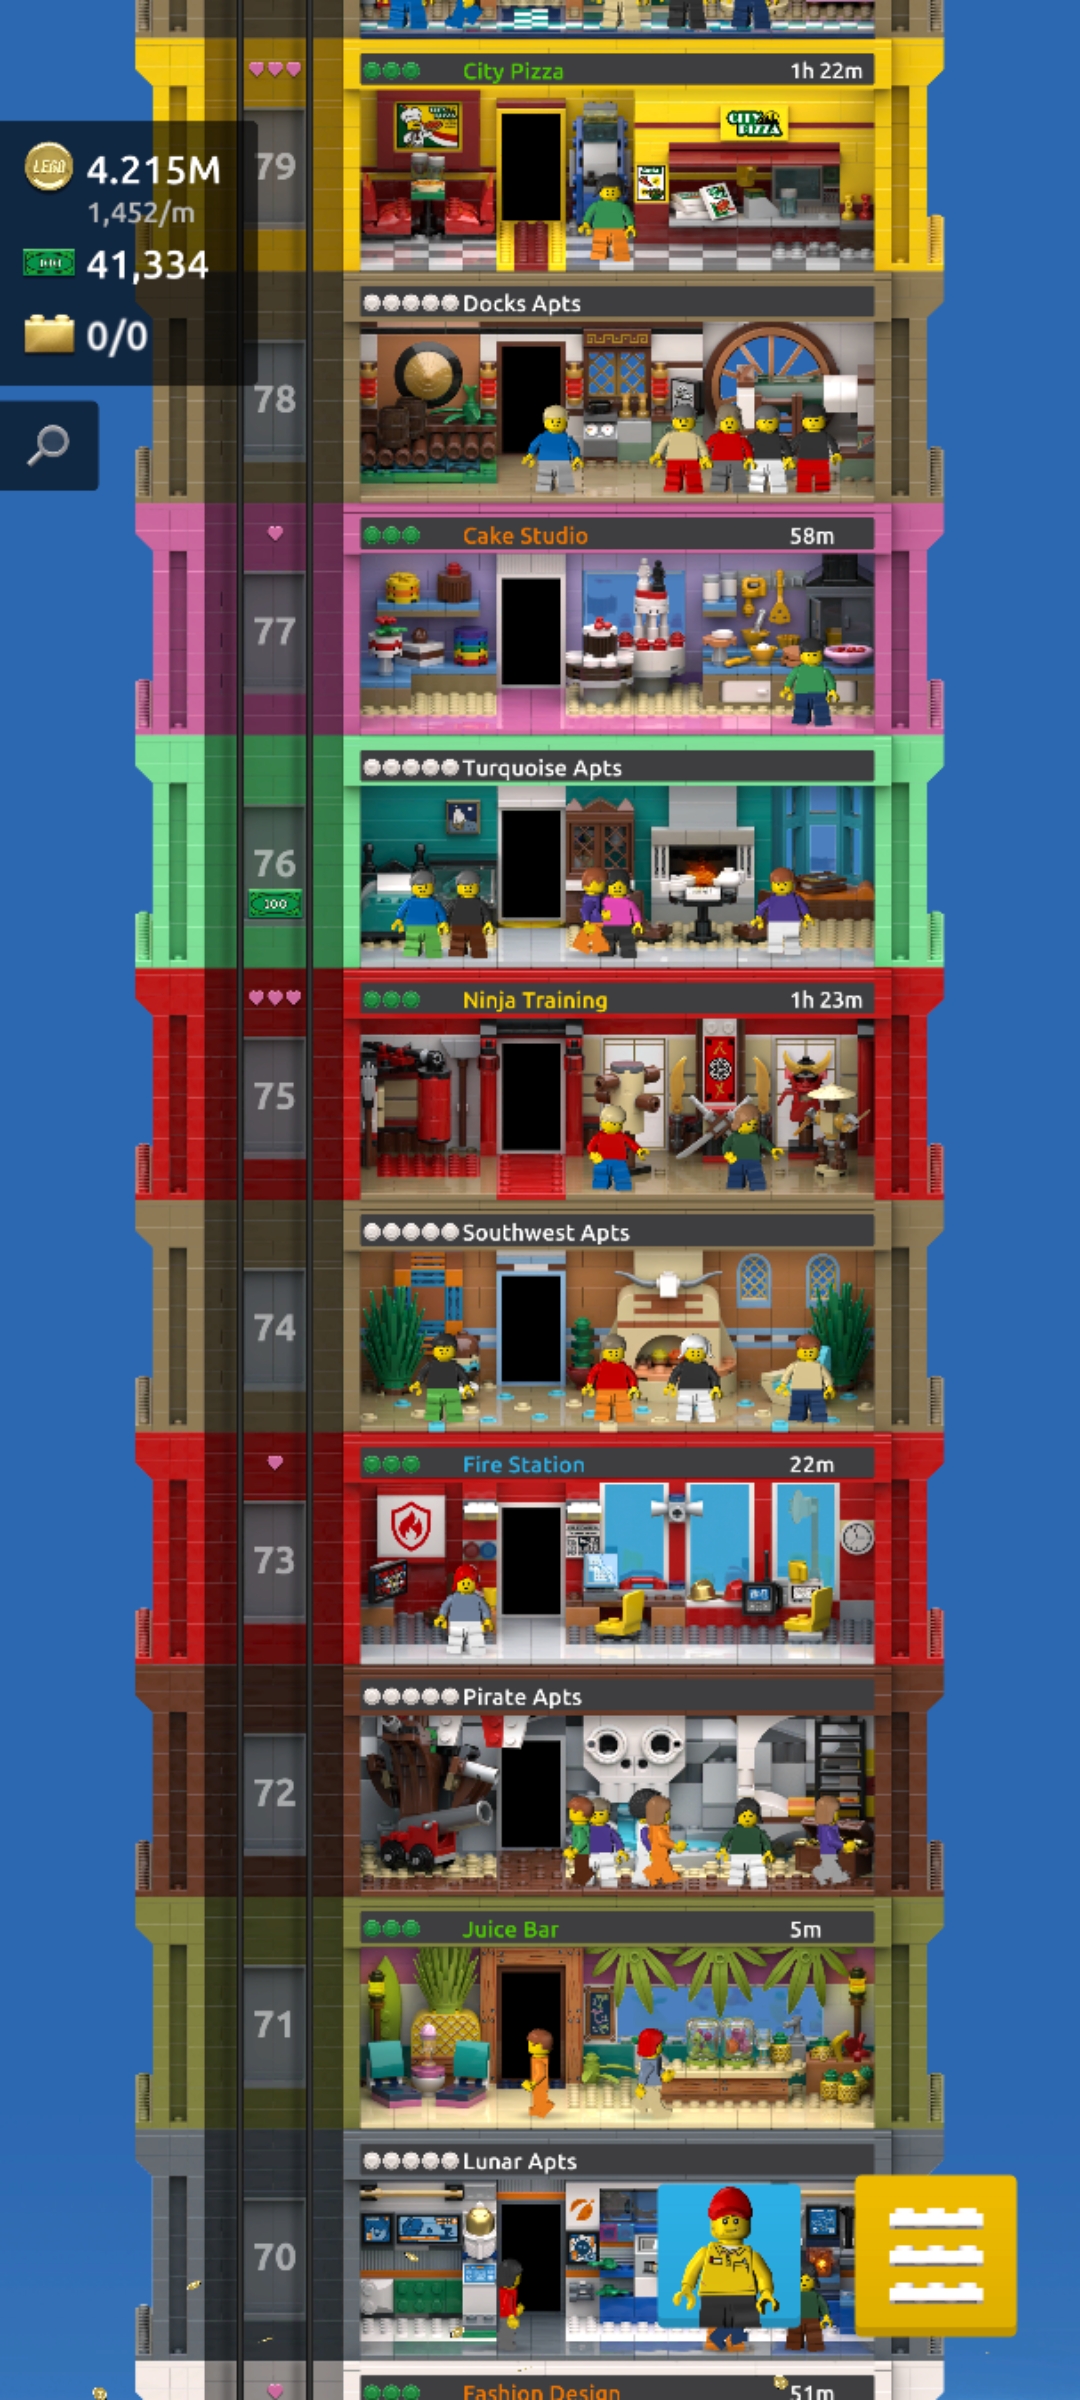 City Pizza 1h 22m
CITY PIZZA
79
LEGO 4.215M
1,452/m
41,334
0/0
Docks Apts
78
Cake Studio 58m
77
Turquoise Apts
76
100
Ninja Training 1h 23m
75
Southwest Apts
74
Fire Station 22m
73
Pirate Apts
72
Juice Bar 5m
71
Lunar Apts
70
Fashion Design 51m